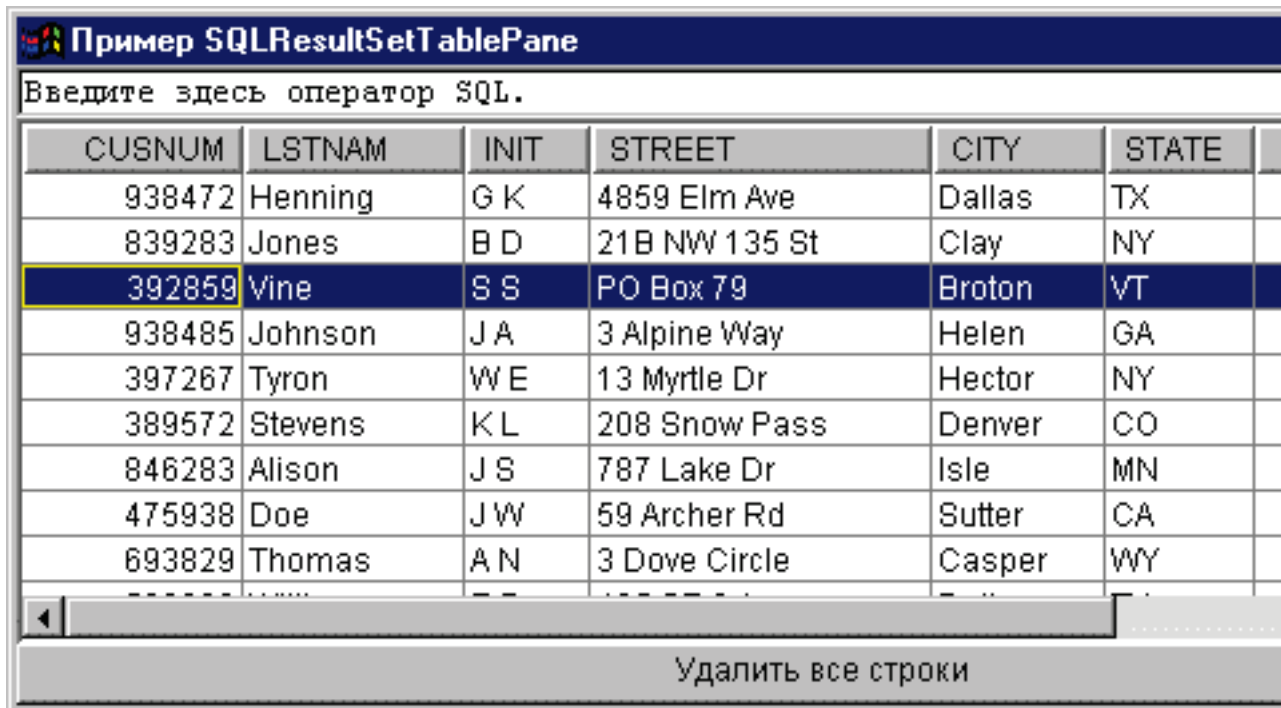 Пример SQLResultSetTablePane
Введите здесь оператор SQL.
CUSNUM LSTNAM INIT STREET CITY STATE
938472 Henning G K 4859 Elm Ave Dallas TX
839283 Jones B D 21B NW 135 St Clay NY
392859 Vine S S PO Box 79 Broton VT
938485 Johnson J A 3 Alpine Way Helen GA
397267 Tyron W E 13 Myrtle Dr Hector NY
389572 Stevens K L 208 Snow Pass Denver CO
846283 Alison J S 787 Lake Dr Isle MN
475938 Doe J W 59 Archer Rd Sutter CA
693829 Thomas A N 3 Dove Circle Casper WY
Удалить все строки